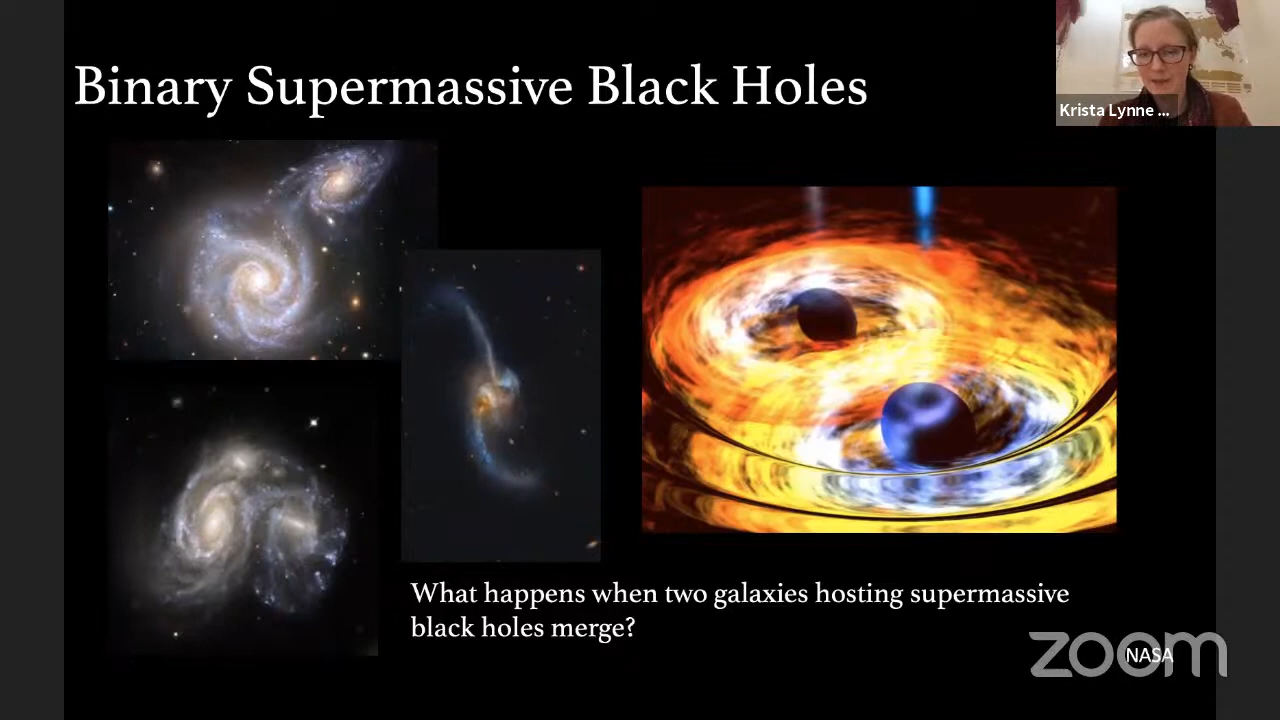 Binary Supermassive Black Holes
Krista Lynne ...
What happens when two galaxies hosting supermassive
black holes merge?
zoom
NASA